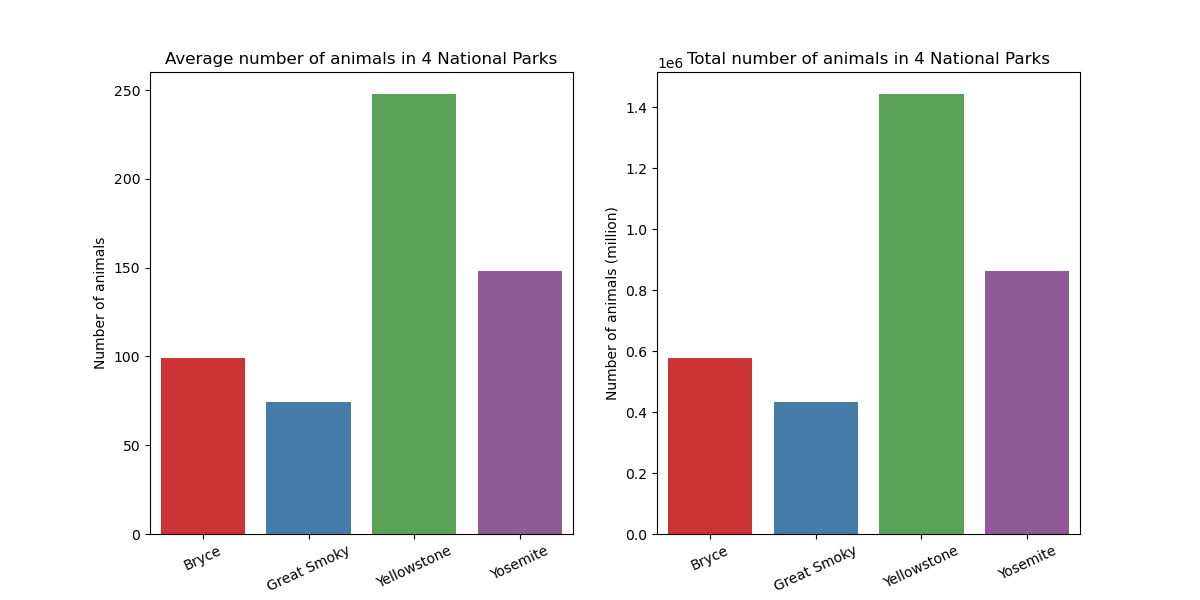 Average number of animals in 4 National Parks
Number of animals
250
200
150
100
50
0
Bryce
Great Smoky
Yellowstone
Yosemite
Total number of animals in 4 National Parks
1e6
Number of animals (million)
1.4
1.2
1.0
0.8
0.6
0.4
0.2
0.0
Bryce
Great Smoky
Yellowstone
Yosemite